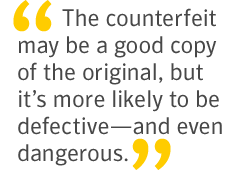 “The counterfeit
may be a good copy
of the original, but
it’s more likely to be
defective—and even
dangerous.”